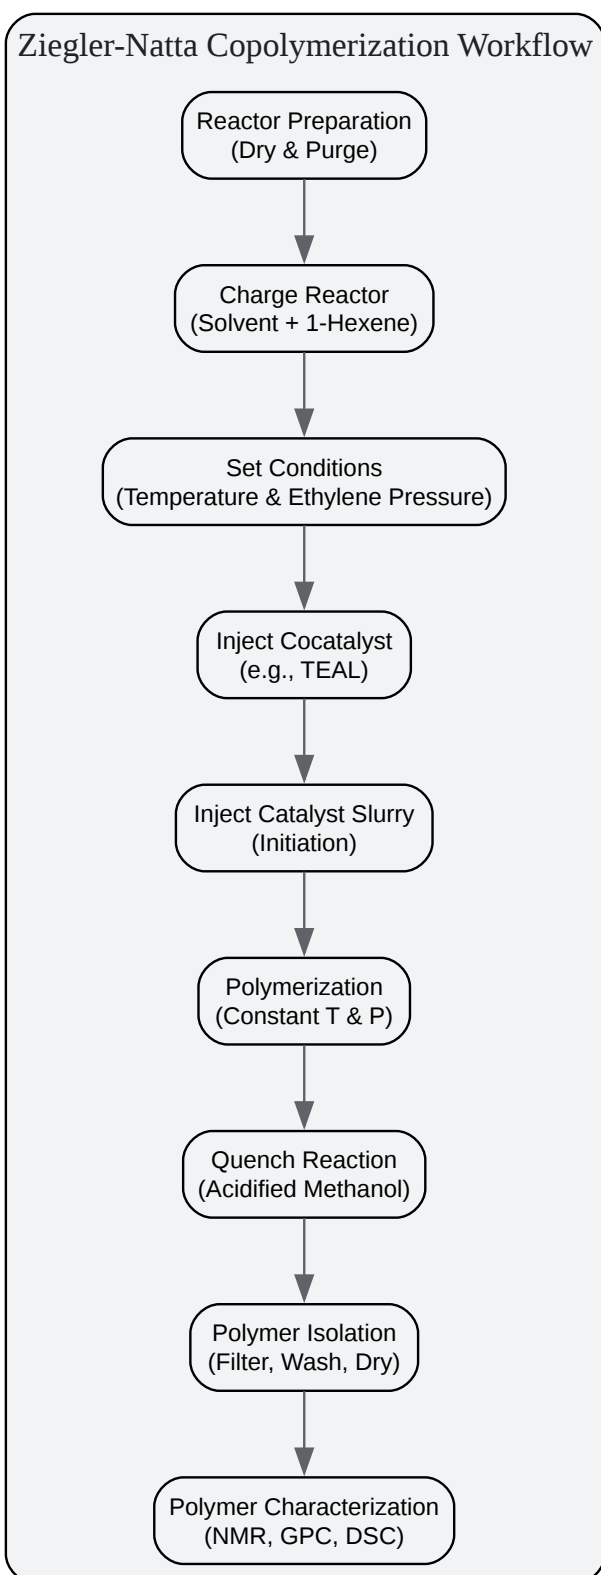 Ziegler-Natta Copolymerization Workflow
Reactor Preparation
(Dry & Purge)
Charge Reactor
(Solvent + 1-Hexene)
Set Conditions
(Temperature & Ethylene Pressure)
Inject Cocatalyst
(e.g., TEAL)
Inject Catalyst Slurry
(Initiation)
Polymerization
(Constant T & P)
Quench Reaction
(Acidified Methanol)
Polymer Isolation
(Filter, Wash, Dry)
Polymer Characterization
(NMR, GPC, DSC)